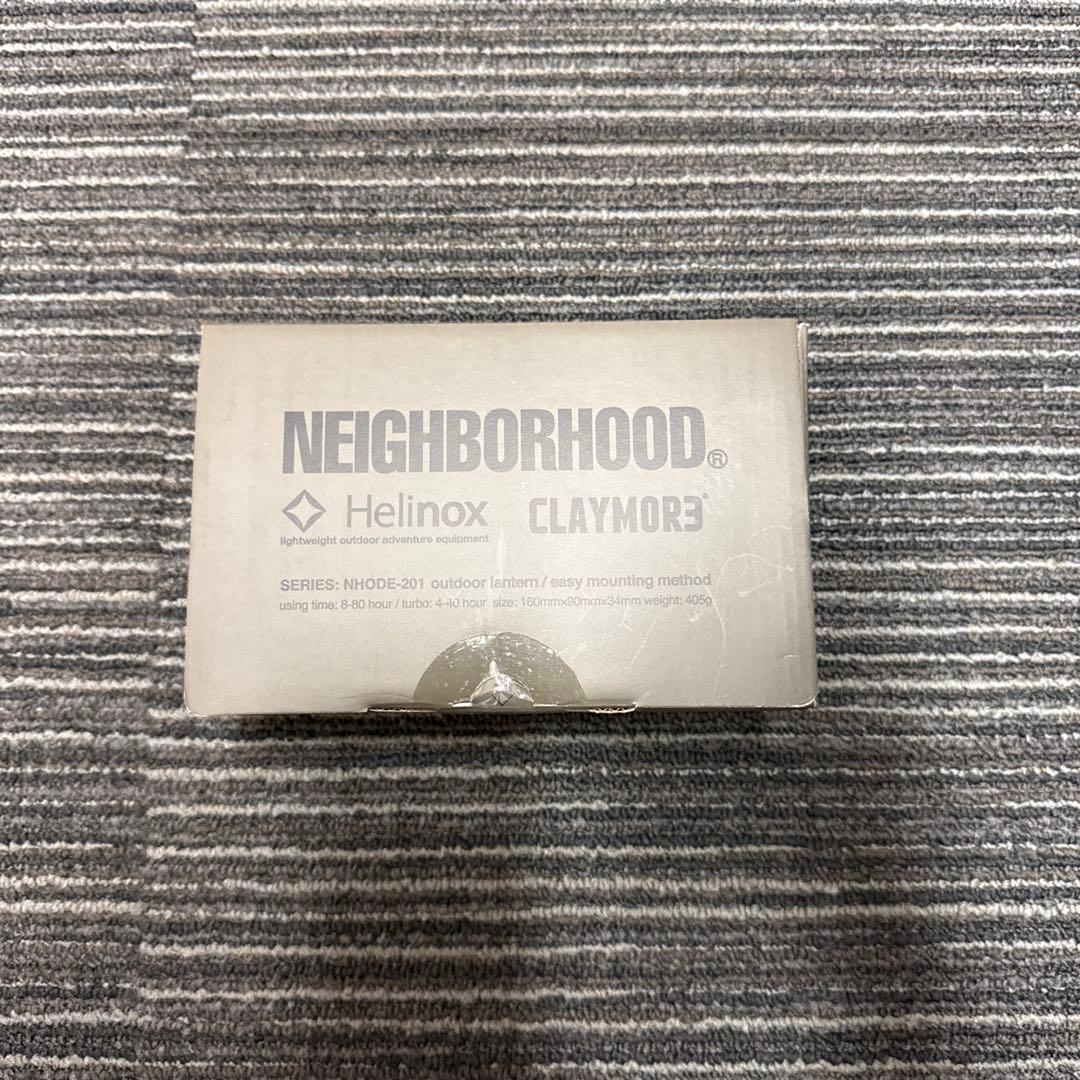 NEIGHBORHOOD®
Helinox CLAYMOR3
lightweight outdoor adventure equipment
SERIES: NHODE-201 outdoor lantern / easy mounting method
using time: 8-80 hour / turbo: 4-40 hour size: 160mm×90mm×34mm weight: 405g